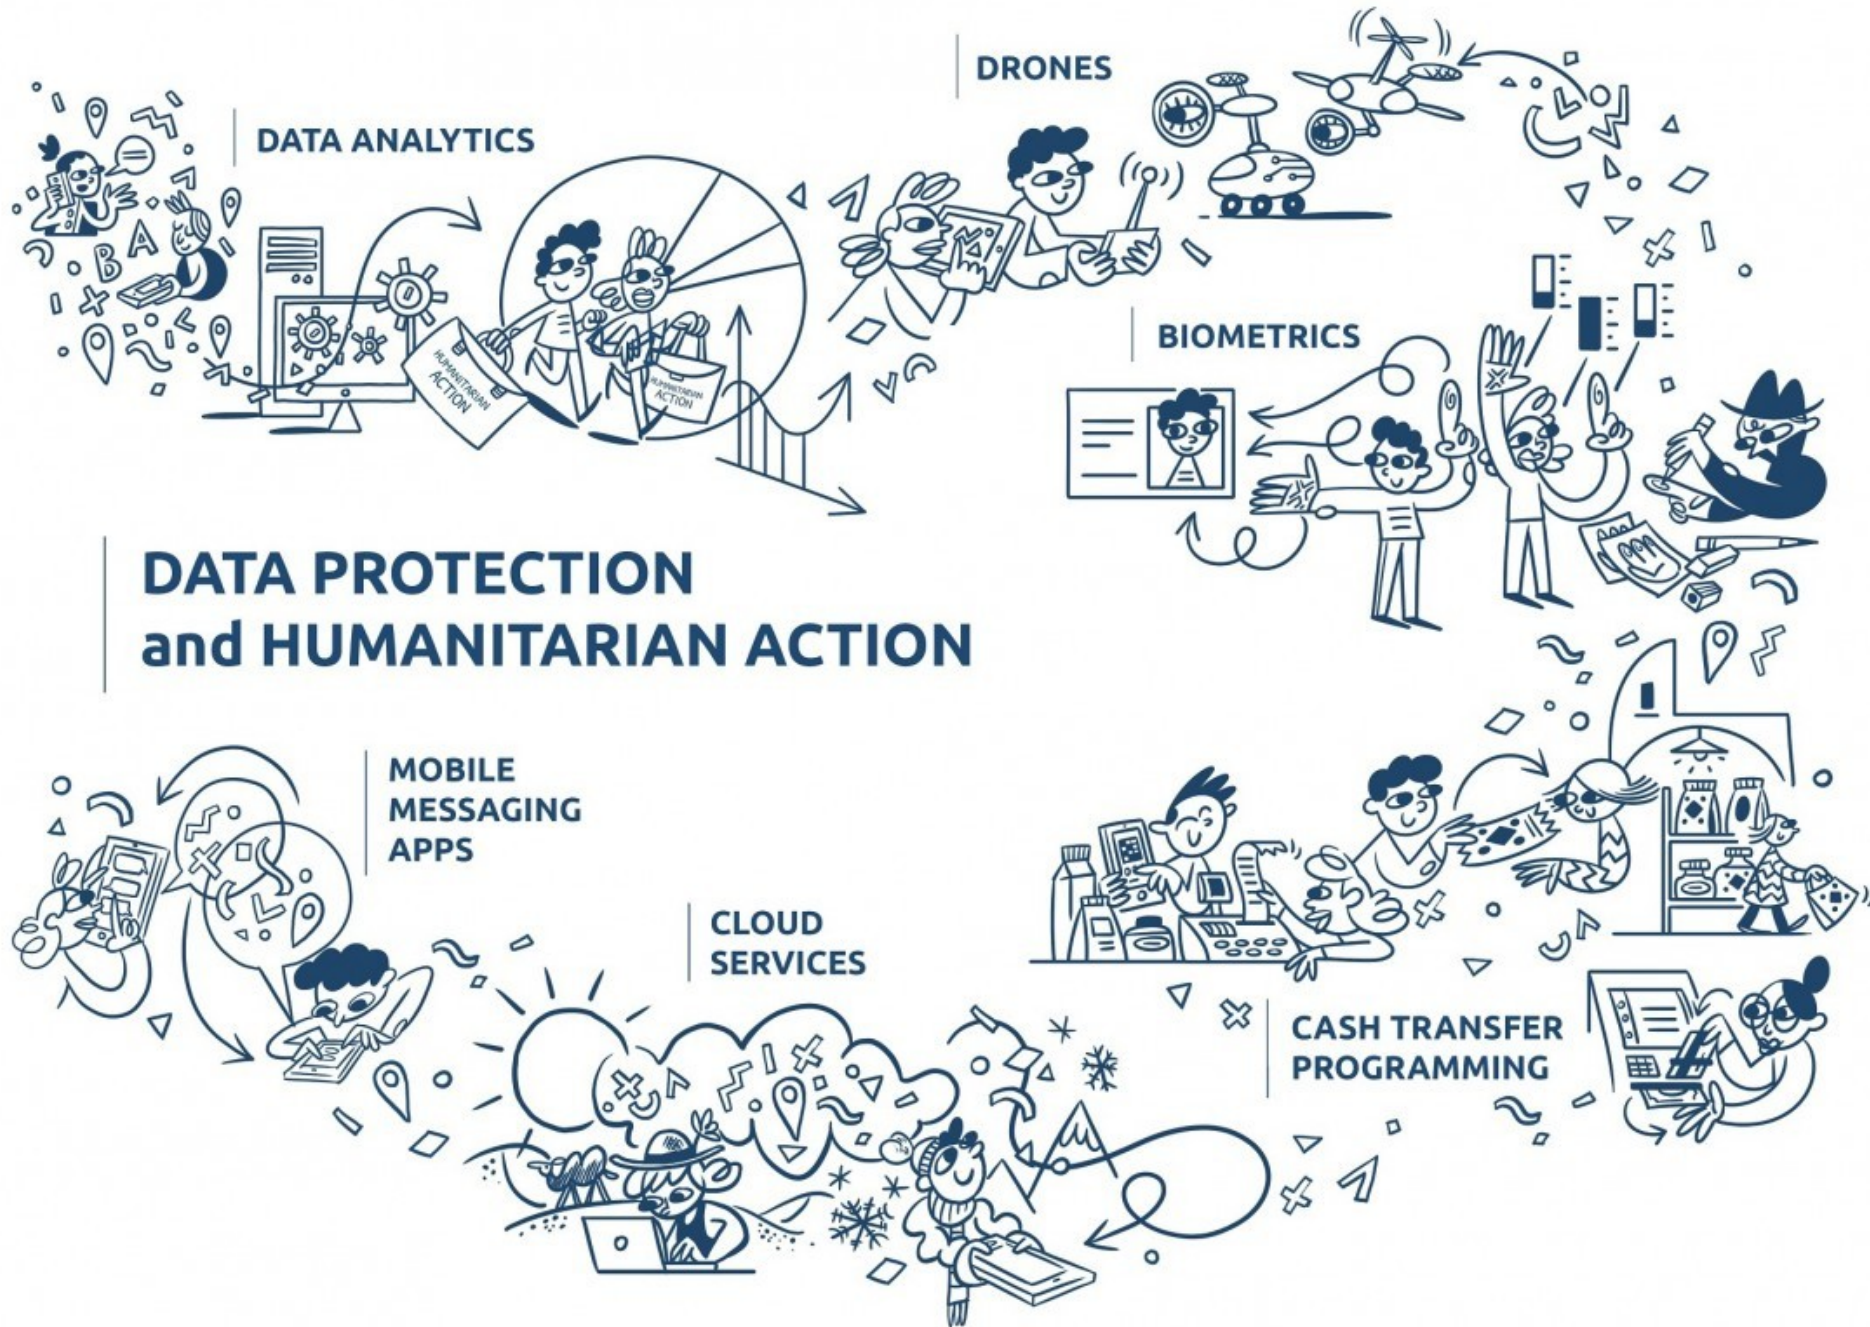 DRONES
DATA ANALYTICS
B A
HUMANITARIAN
ACTION
HUMANITARIAN
ACTION
BIOMETRICS
DATA PROTECTION
and HUMANITARIAN ACTION
MOBILE
MESSAGING
APPS
CLOUD
SERVICES
CASH TRANSFER
PROGRAMMING